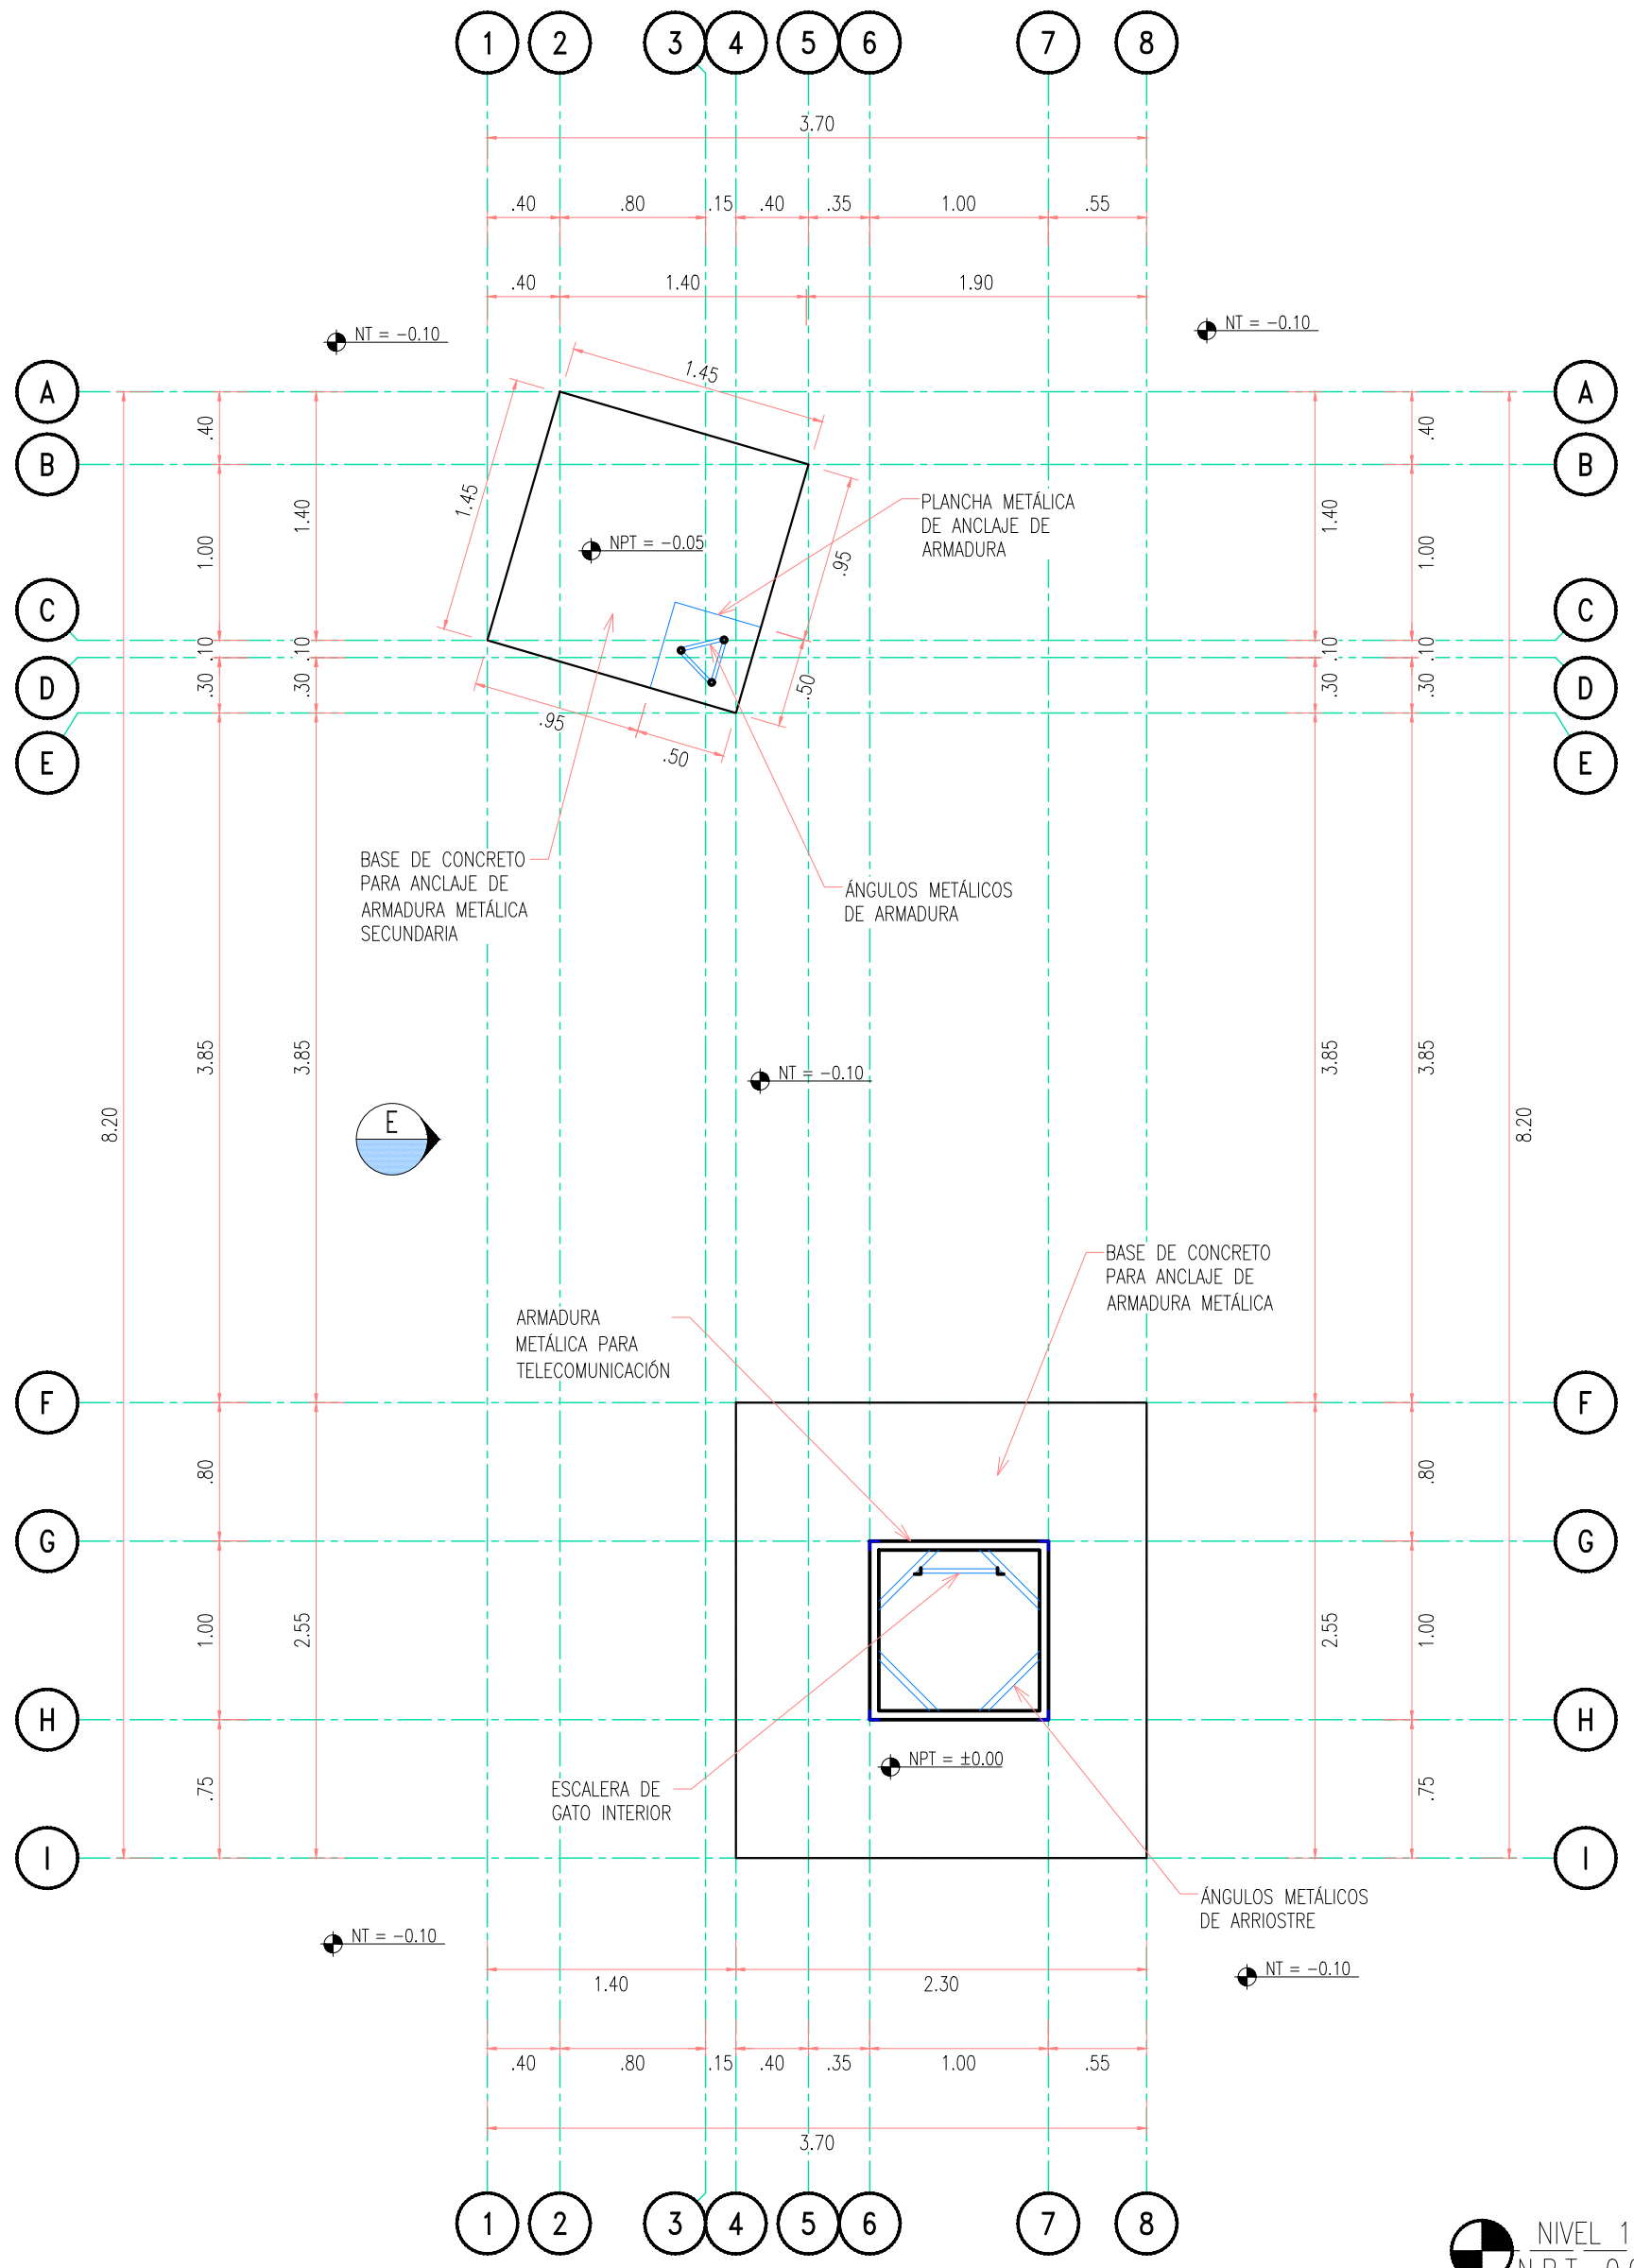 1 2 3 4 5 6 7 8
3.70
.40 .80 .15 .40 .35 1.00 .55
.40 1.40 1.90
NT = -0.10
NT = -0.10
A
A
B
B
C
C
D
D
E
E
.40
1.00
.10
.30
1.40
.10
.30
1.45
1.45
.95
.50
.95
.50
NPT = -0.05
PLANCHA METÁLICA
DE ANCLAJE DE
ARMADURA
1.40
.10
.30
.40
1.00
.10
.30
BASE DE CONCRETO
PARA ANCLAJE DE
ARMADURA METÁLICA
SECUNDARIA
ÁNGULOS METÁLICOS
DE ARMADURA
8.20
3.85
3.85
NT = -0.10
E
3.85
3.85
8.20
BASE DE CONCRETO
PARA ANCLAJE DE
ARMADURA METÁLICA
ARMADURA
METÁLICA PARA
TELECOMUNICACIÓN
F
F
G
G
H
H
I
I
.80
1.00
.75
2.55
2.55
.80
1.00
.75
NPT = ±0.00
ESCALERA DE
GATO INTERIOR
ÁNGULOS METÁLICOS
DE ARRIOSTRE
NT = -0.10
NT = -0.10
1.40 2.30
.40 .80 .15 .40 .35 1.00 .55
3.70
1 2 3 4 5 6 7 8
NIVEL 1